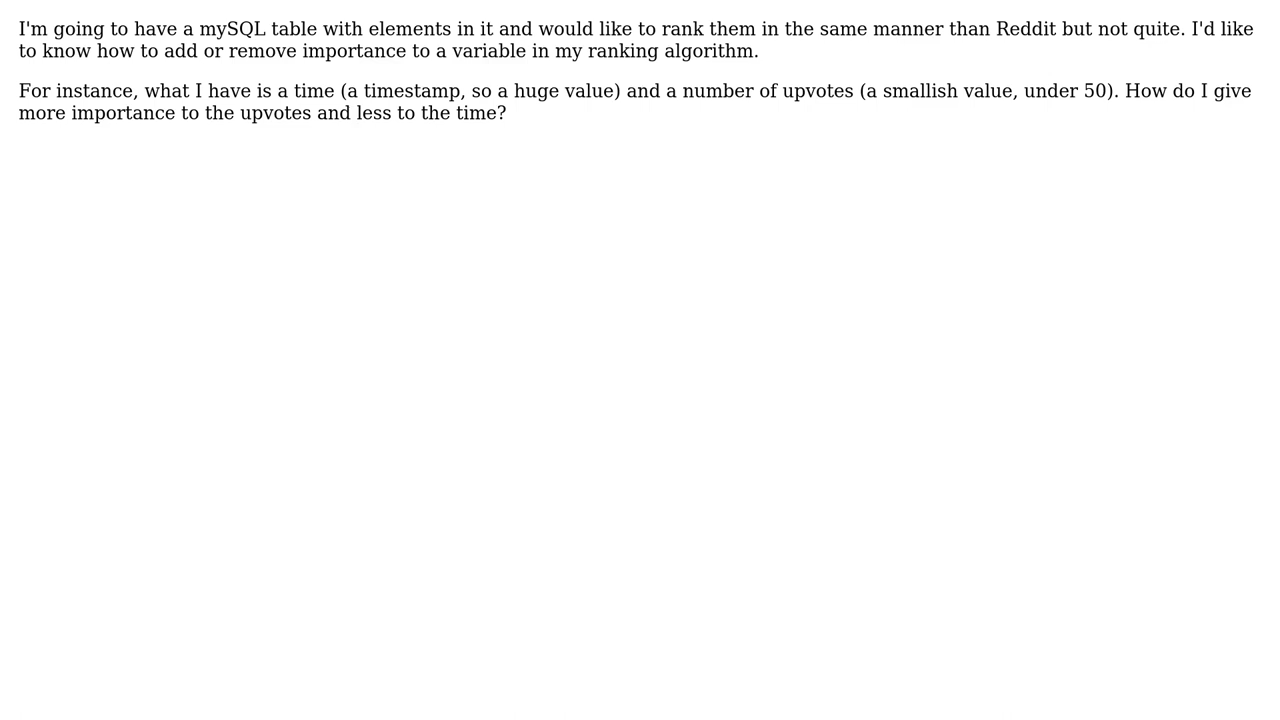 I'm going to have a mySQL table with elements in it and would like to rank them in the same manner than Reddit but not quite. I'd like
to know how to add or remove importance to a variable in my ranking algorithm.
For instance, what I have is a time (a timestamp, so a huge value) and a number of upvotes (a smallish value, under 50). How do I give
more importance to the upvotes and less to the time?